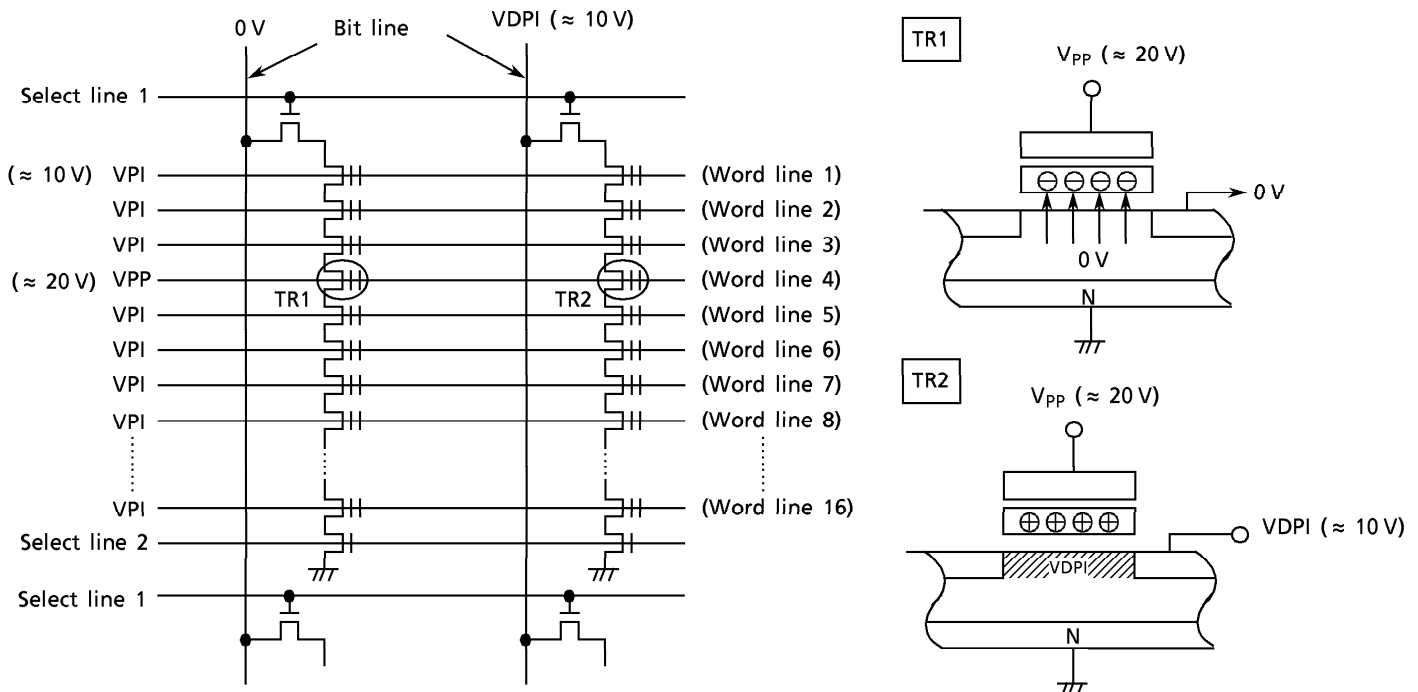 0 V
Bit line
VDPI (≈ 10 V)
Select line 1
(≈ 10 V) VPI (Word line 1)
VPI (Word line 2)
VPI (Word line 3)
(≈ 20 V) VPP (Word line 4)
TR1 TR2
VPI (Word line 5)
VPI (Word line 6)
VPI (Word line 7)
VPI (Word line 8)
VPI (Word line 16)
Select line 2
Select line 1
TR1
VPP (≈ 20 V)
0 V
0 V
N
TR2
VPP (≈ 20 V)
VDPI (≈ 10 V)
VDPI
N